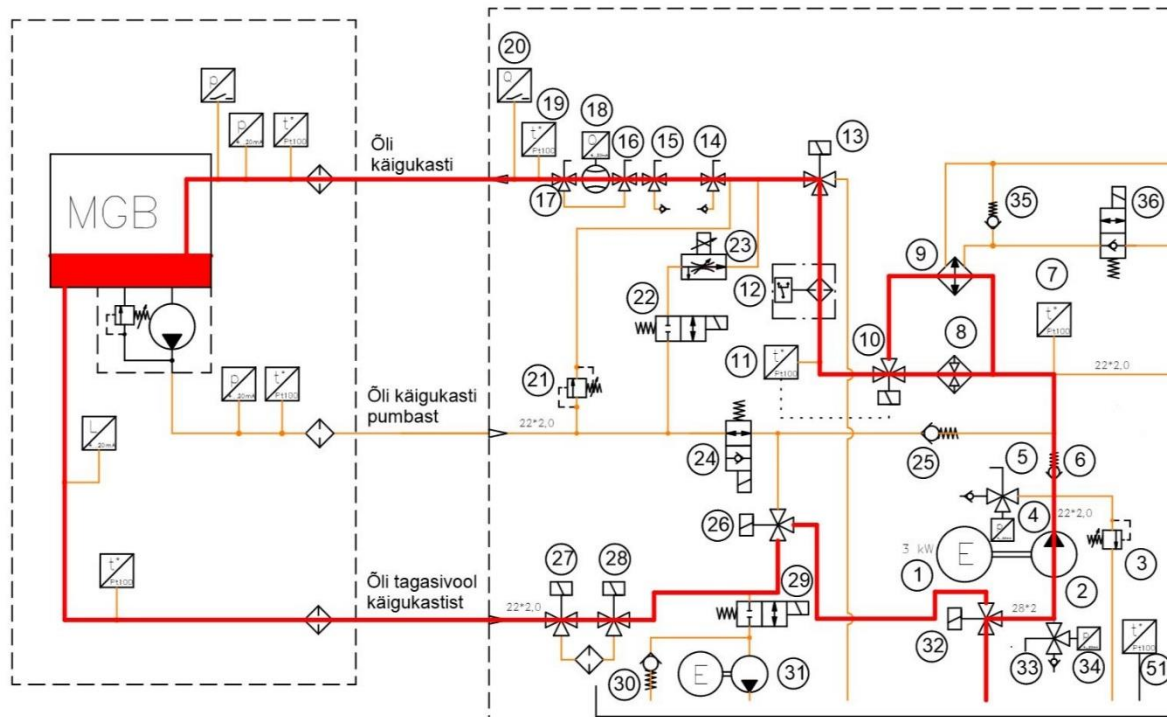 20
19
18
16
15
14
13
Q
t°
Pt100
Q
p
p
4..20mA
t°
Pt100
Õli
käigukasti
17
MGB
23
12
22
9
35
36
7
8
t°
Pt100
10
11
t°
Pt100
22*2,0
21
p
4..20mA
t°
Pt100
Õli käigukasti
pumbast
22*2,0
L
4..20mA
24
25
5
6
4
22*2,0
26
3 kW
E
3
1
2
27
28
29
t°
Pt100
Õli tagasivool
käigukastist
22*2,0
28*2
32
30
E
31
33
34
t°
Pt100
51